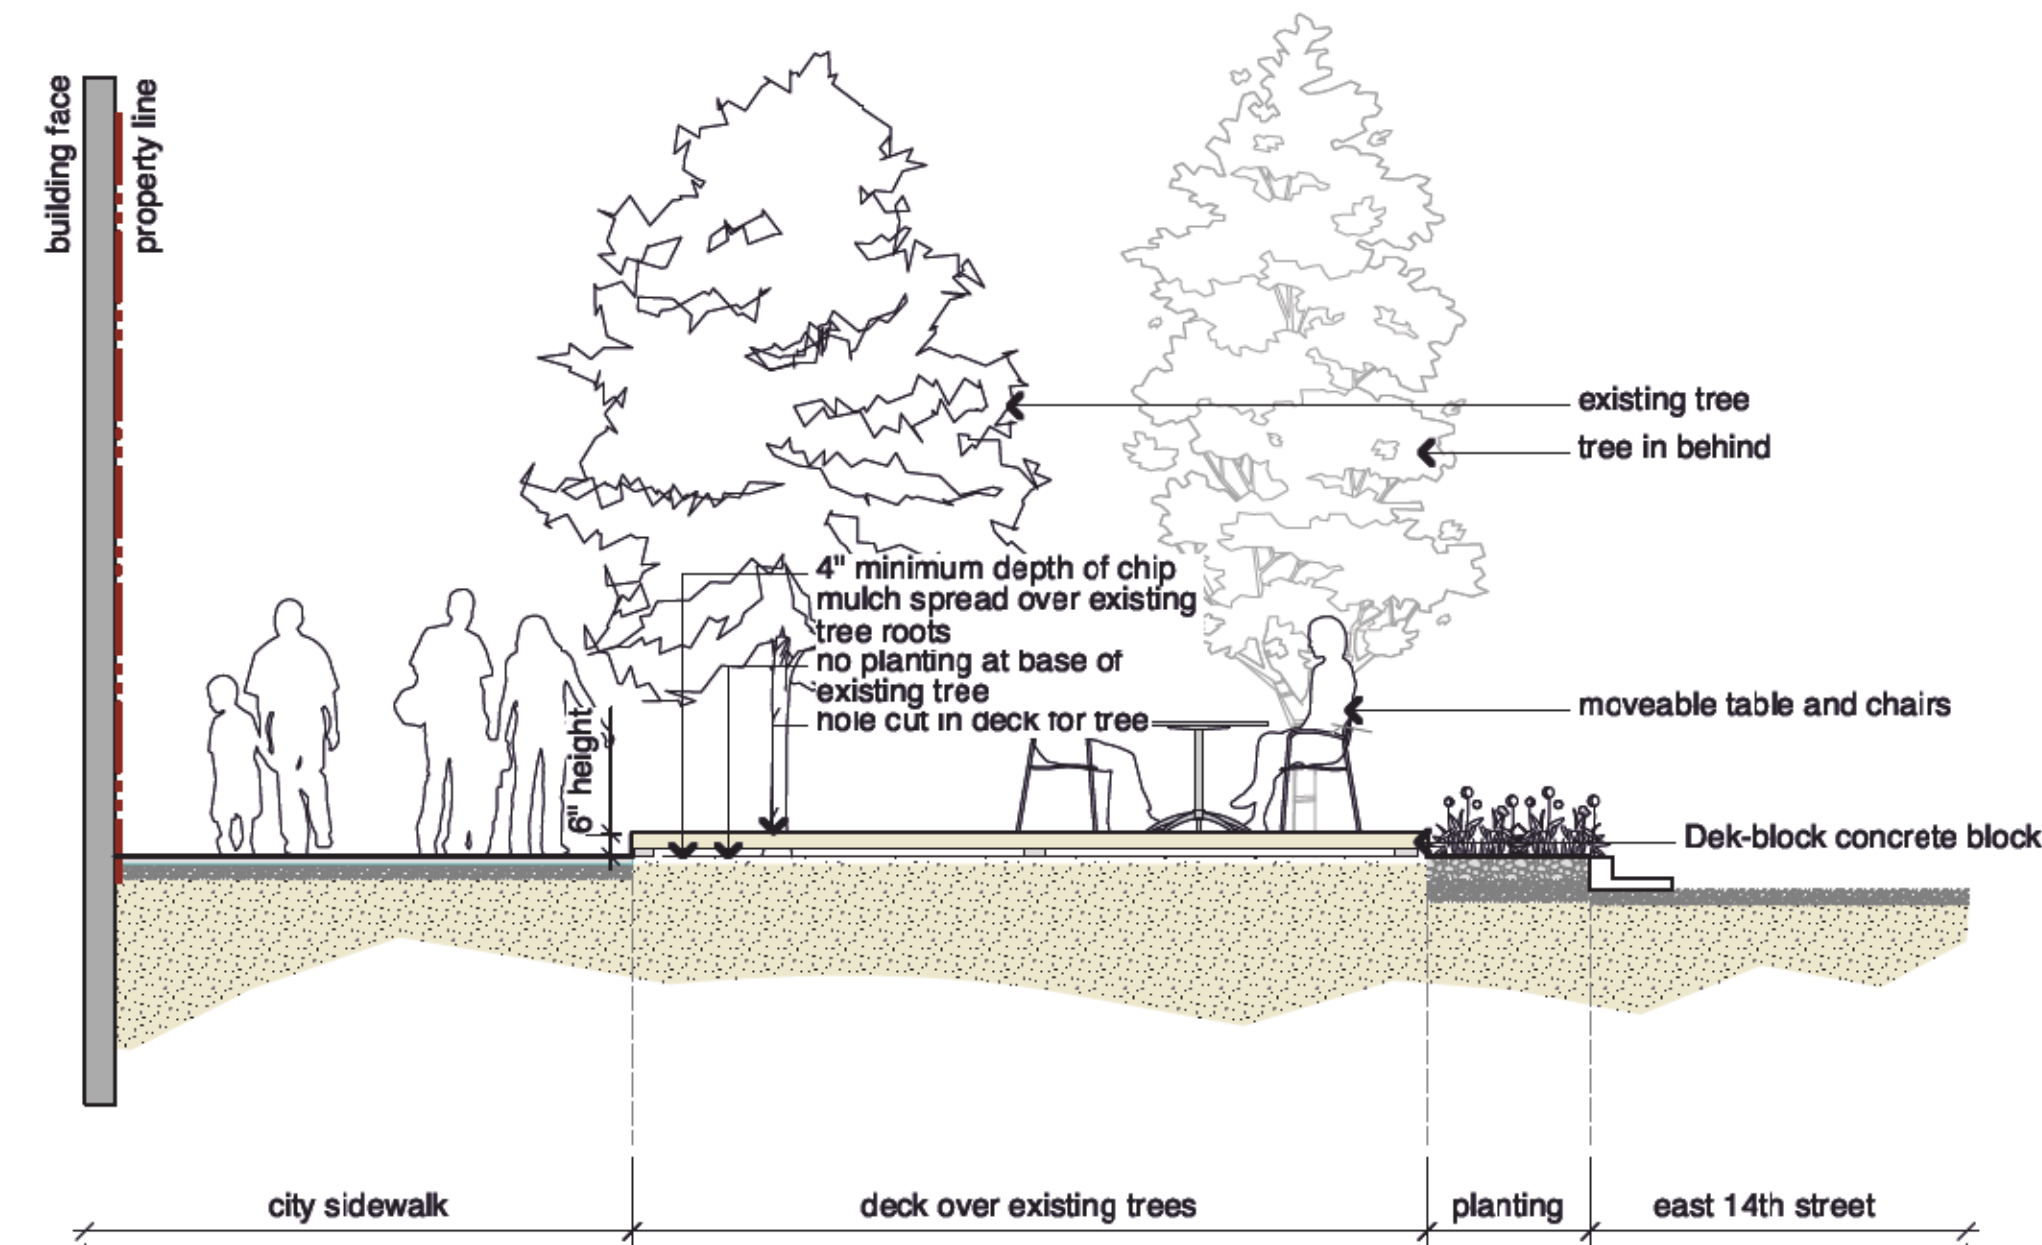 building face
property line
existing tree
tree in behind
4" minimum depth of chip
mulch spread over existing
tree roots
no planting at base of
existing tree
hole cut in deck for tree
moveable table and chairs
6" height
Dek-block concrete block
city sidewalk
deck over existing trees
planting
east 14th street